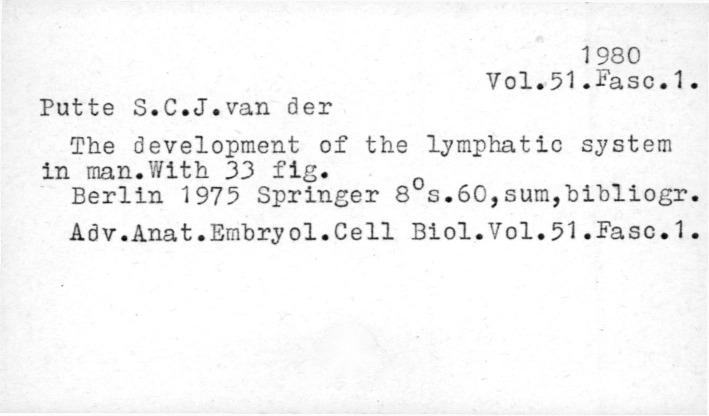 1980
Vol.51.Fasc.1.
Putte S.C.J.van der
The development of the lymphatic system
in man.With 33 fig.
Berlin 1975 Springer 8⁰s.60,sum,bibliogr.
Adv.Anat.Embryol.Cell Biol.Vol.51.Fasc.1.